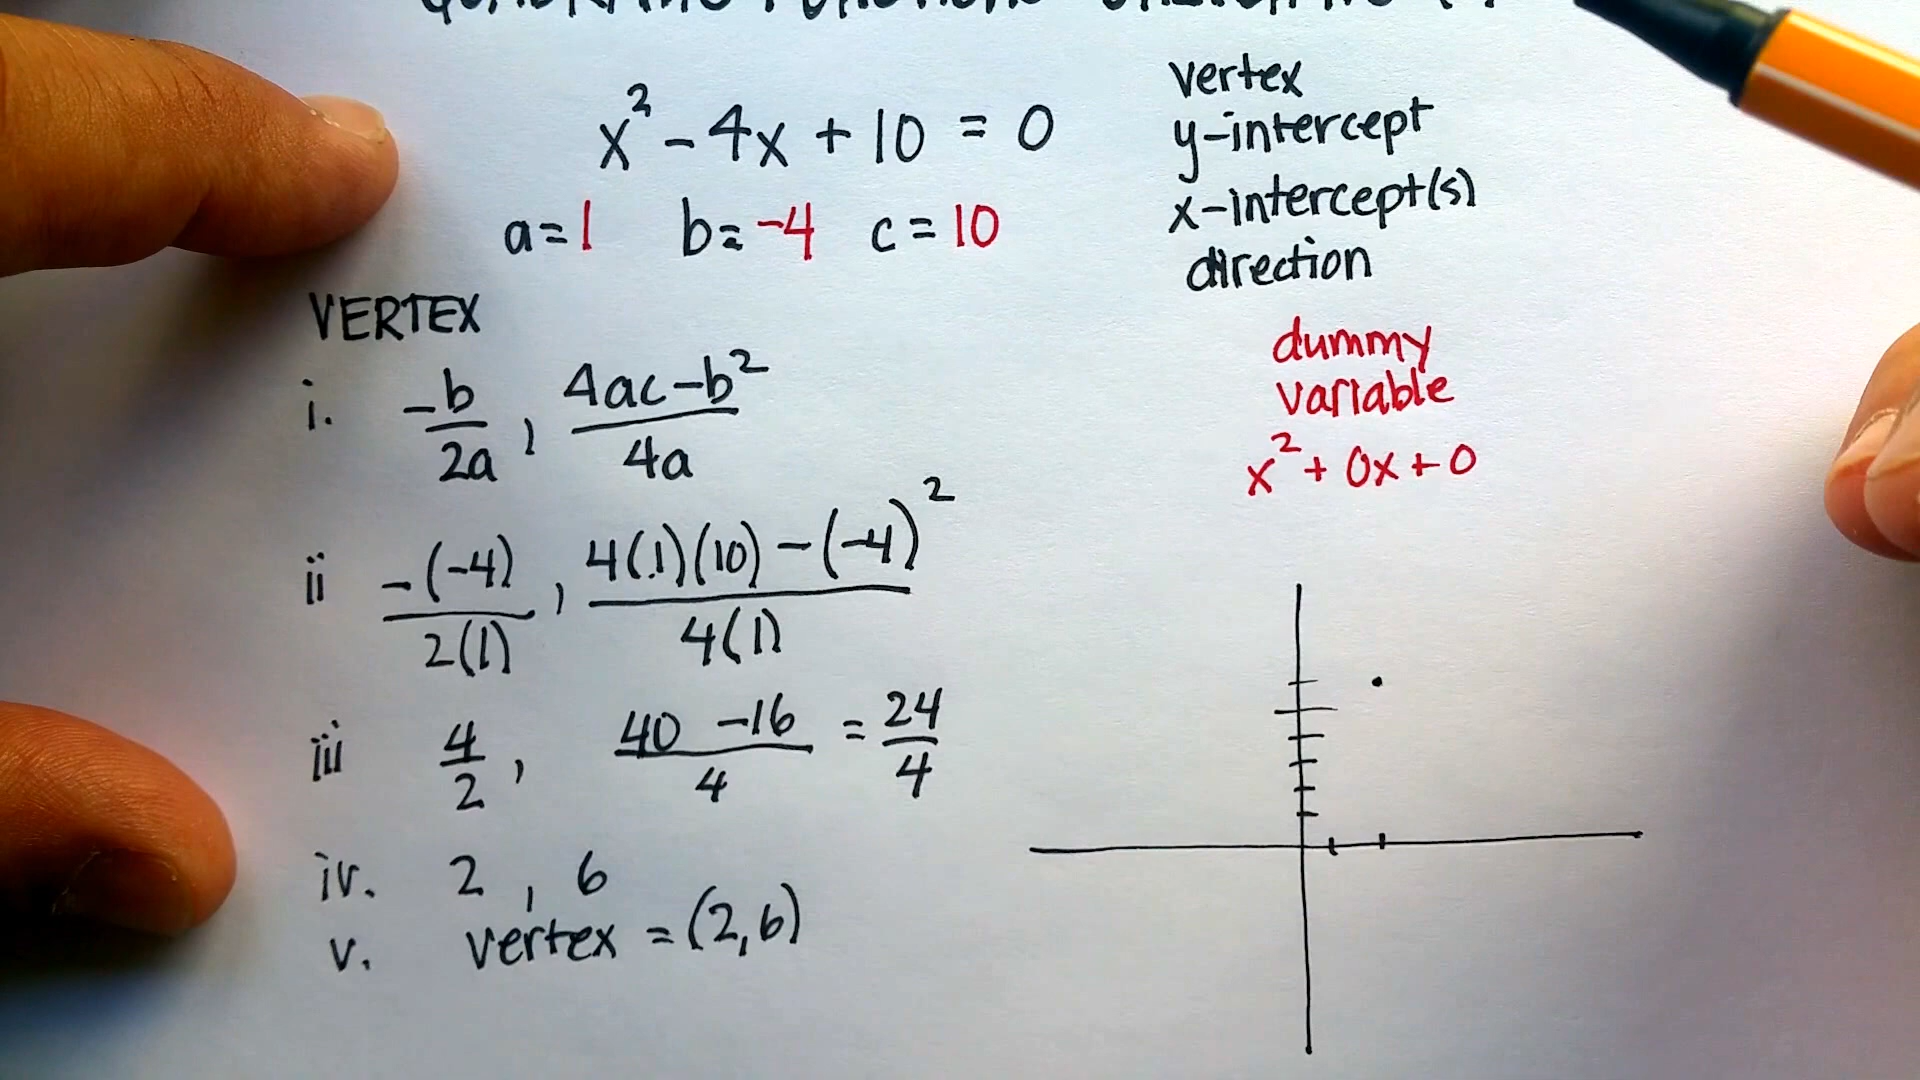 x² - 4x + 10 = 0
a=1 b=-4 c=10
vertex
y-intercept
x-intercept(s)
direction
dummy
variable
x² + 0x + 0
VERTEX
i. -b/2a , 4ac-b²/4a
ii -(-4)/2(1) , 4(1)(10)-(-4)²/4(1)
iii 4/2 , 40 -16/4 = 24/4
iv. 2 , 6
v. vertex = (2,6)